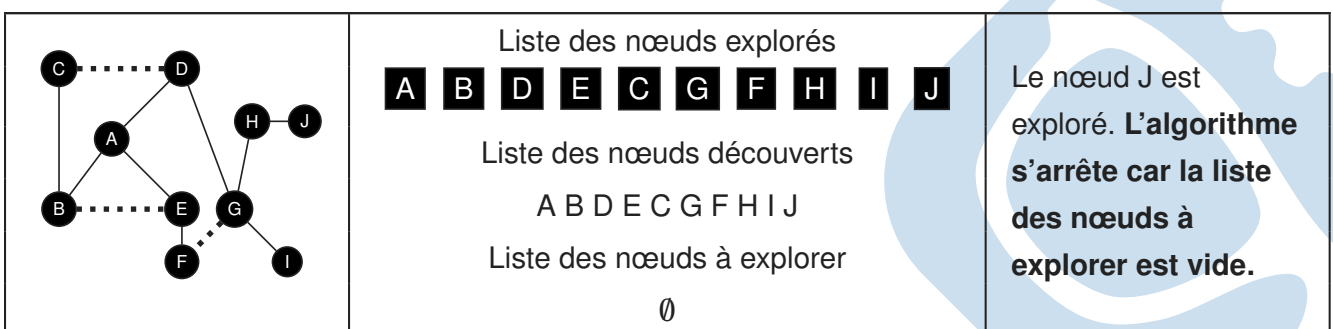 C D
H J
A
B E G
F I
Liste des nœuds explorés
A B D E C G F H I J
Liste des nœuds découverts
A B D E C G F H I J
Liste des nœuds à explorer
∅
Le nœud J est
exploré. L'algorithme
s'arrête car la liste
des nœuds à
explorer est vide.